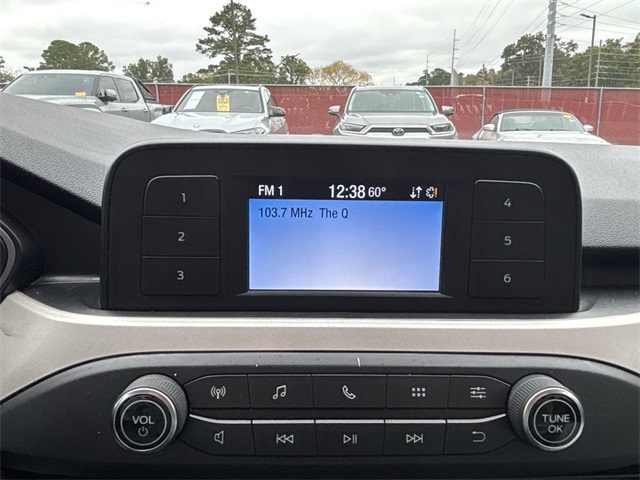 FM 1 12:38 60°
103.7 MHz The Q
1
2
3
4
5
6
VOL
TUNE
OK